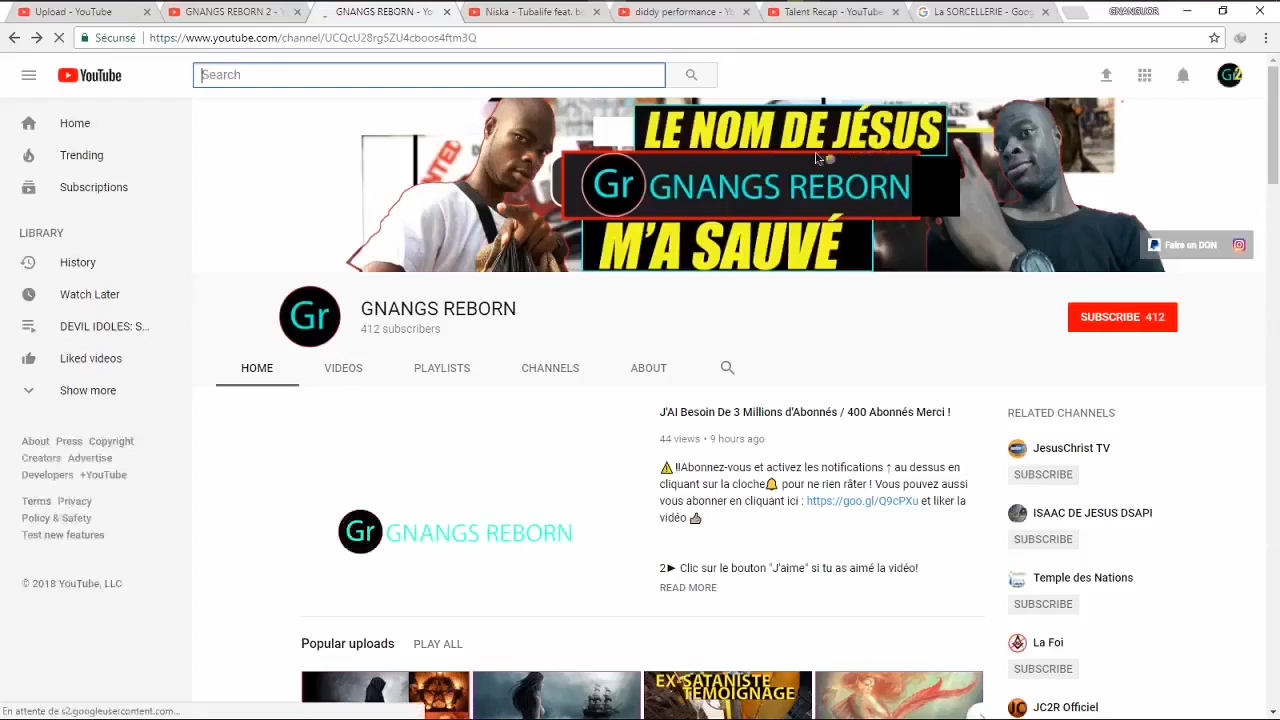 Upload - YouTube
GNANGS REBORN 2 - Y
GNANGS REBORN - Yo
Niska - Tubalife feat. b
diddy performance - Yo
Talent Recap - YouTube
La SORCELLERIE - Goog
GNANGUOR
Sécurisé
YouTube
Search
Gr2
Home
Trending
Subscriptions
LIBRARY
History
Watch Later
DEVIL IDOLES: S...
Liked videos
Show more
About Press Copyright
Creators Advertise
Developers +YouTube
Terms Privacy
Policy & Safety
Test new features
© 2018 YouTube, LLC
LE NOM DE JÉSUS
Gr GNANGS REBORN
M'A SAUVÉ
Faire un DON
Gr
GNANGS REBORN
412 subscribers
SUBSCRIBE 412
HOME
VIDEOS
PLAYLISTS
CHANNELS
ABOUT
Gr GNANGS REBORN
J'AI Besoin De 3 Millions d'Abonnés / 400 Abonnés Merci !
44 views • 9 hours ago
⚠ !!Abonnez-vous et activez les notifications ↑ au dessus en
cliquant sur la cloche🔔 pour ne rien râter ! Vous pouvez aussi
vous abonner en cliquant ici : https://goo.gl/Q9cPXu et liker la
vidéo 👍
2► Clic sur le bouton "J'aime" si tu as aimé la vidéo!
READ MORE
Popular uploads PLAY ALL
EX-SATANISTE
TÉMOIGNAGE
RELATED CHANNELS
JesusChrist TV
SUBSCRIBE
ISAAC DE JESUS DSAPI
SUBSCRIBE
Temple des Nations
SUBSCRIBE
La Foi
SUBSCRIBE
JC2R Officiel
En attente de s2.googleusercontent.com...